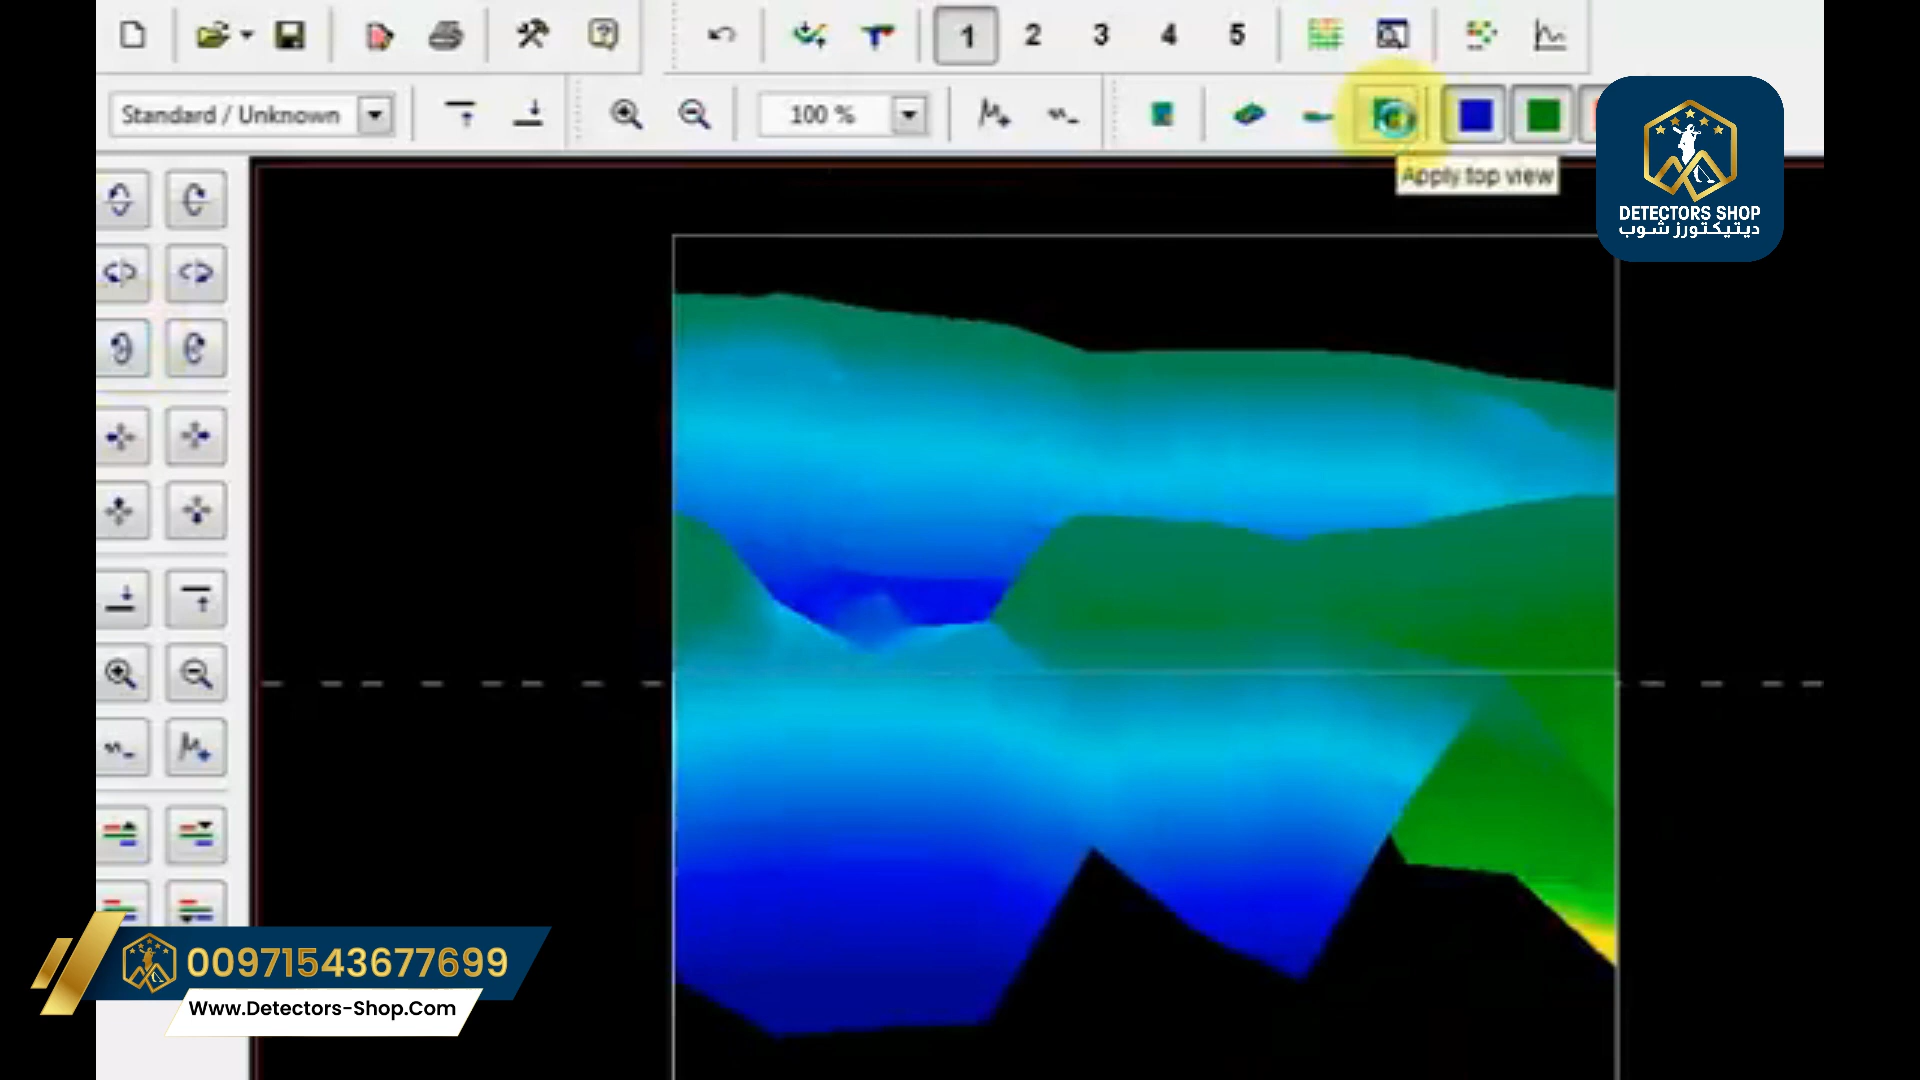 1 2 3 4 5
Standard / Unknown
100 %
Apply top view
DETECTORS SHOP
ديتيكتورز شوب
00971543677699
Www.Detectors-Shop.Com